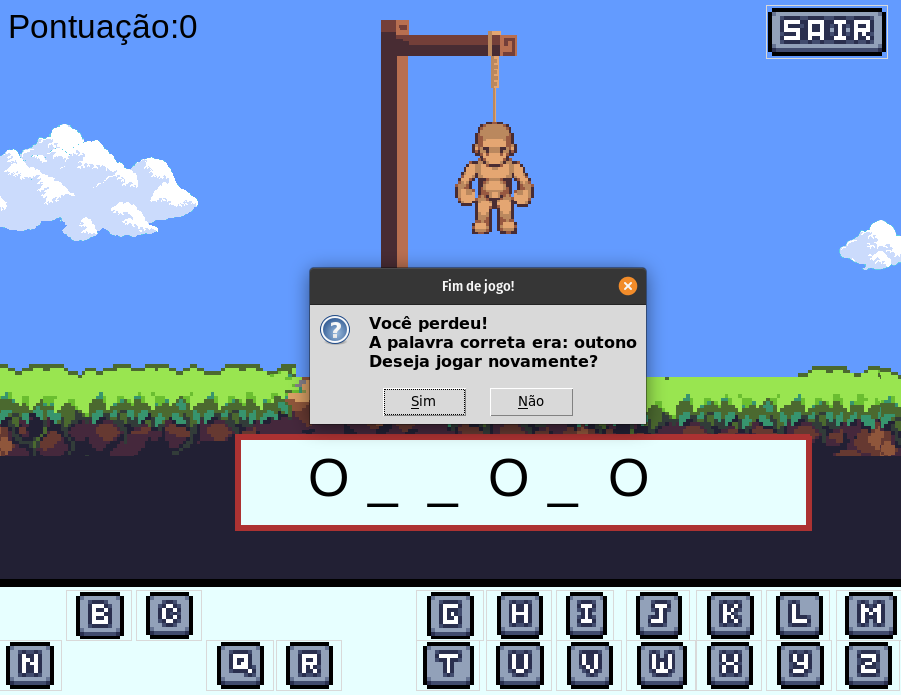 Pontuação:0
SAIR
Fim de jogo!
Você perdeu!
A palavra correta era: outono
Deseja jogar novamente?
Sim Não
O _ _ O _ O
B C G H I J K L M
N Q R T U V W X Y Z